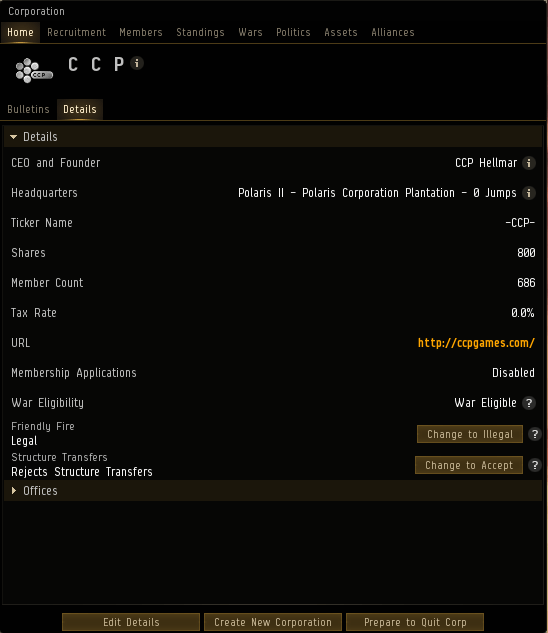 Corporation
Home Recruitment Members Standings Wars Politics Assets Alliances
CCP
C C P
Bulletins Details
Details
CEO and Founder CCP Hellmar
Headquarters Polaris II - Polaris Corporation Plantation - 0 Jumps
Ticker Name -CCP-
Shares 800
Member Count 686
Tax Rate 0.0%
URL http://ccpgames.com/
Membership Applications Disabled
War Eligibility War Eligible ?
Friendly Fire
Legal Change to Illegal ?
Structure Transfers
Rejects Structure Transfers Change to Accept ?
Offices
Edit Details Create New Corporation Prepare to Quit Corp